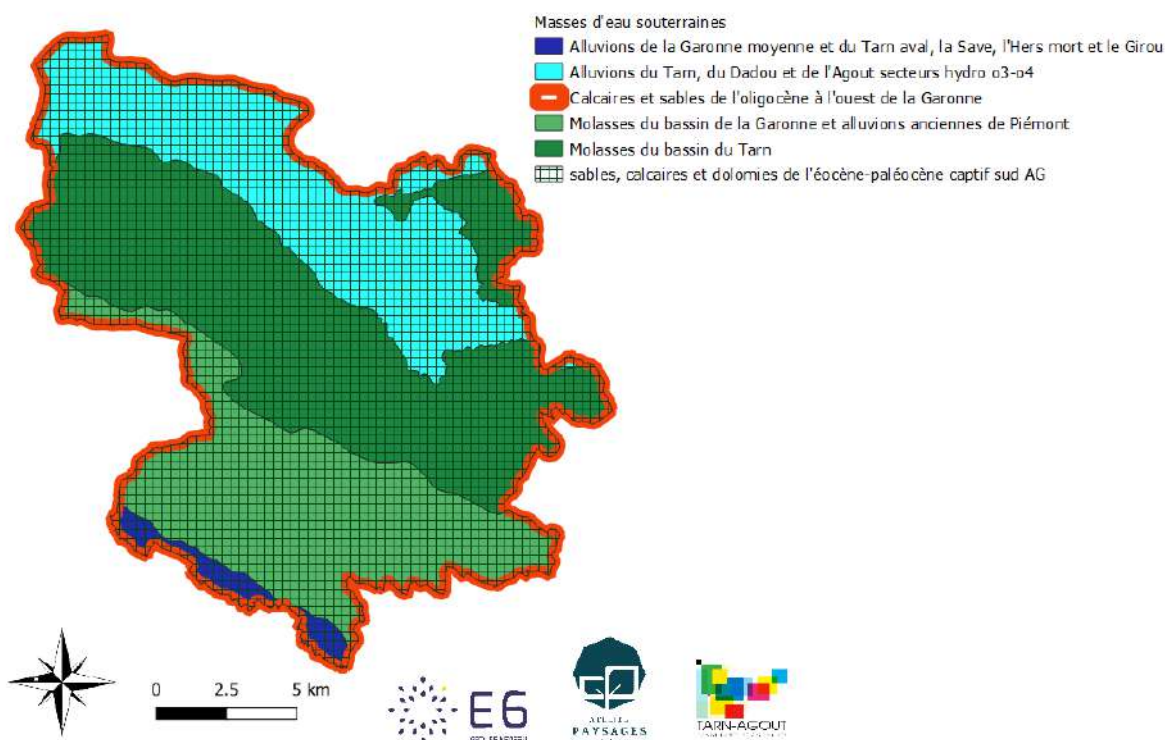 Masses d'eau souterraines
Alluvions de la Garonne moyenne et du Tarn aval, la Save, l'Hers mort et le Girou
Alluvions du Tarn, du Dadou et de l'Agout secteurs hydro o3-o4
Calcaires et sables de l'oligocène à l'ouest de la Garonne
Molasses du bassin de la Garonne et alluvions anciennes de Piémont
Molasses du bassin du Tarn
sables, calcaires et dolomies de l'éocène-paléocène captif sud AG
0 2.5 5 km
E6
ATELIER
PAYSAGES
TARN-AGOUT